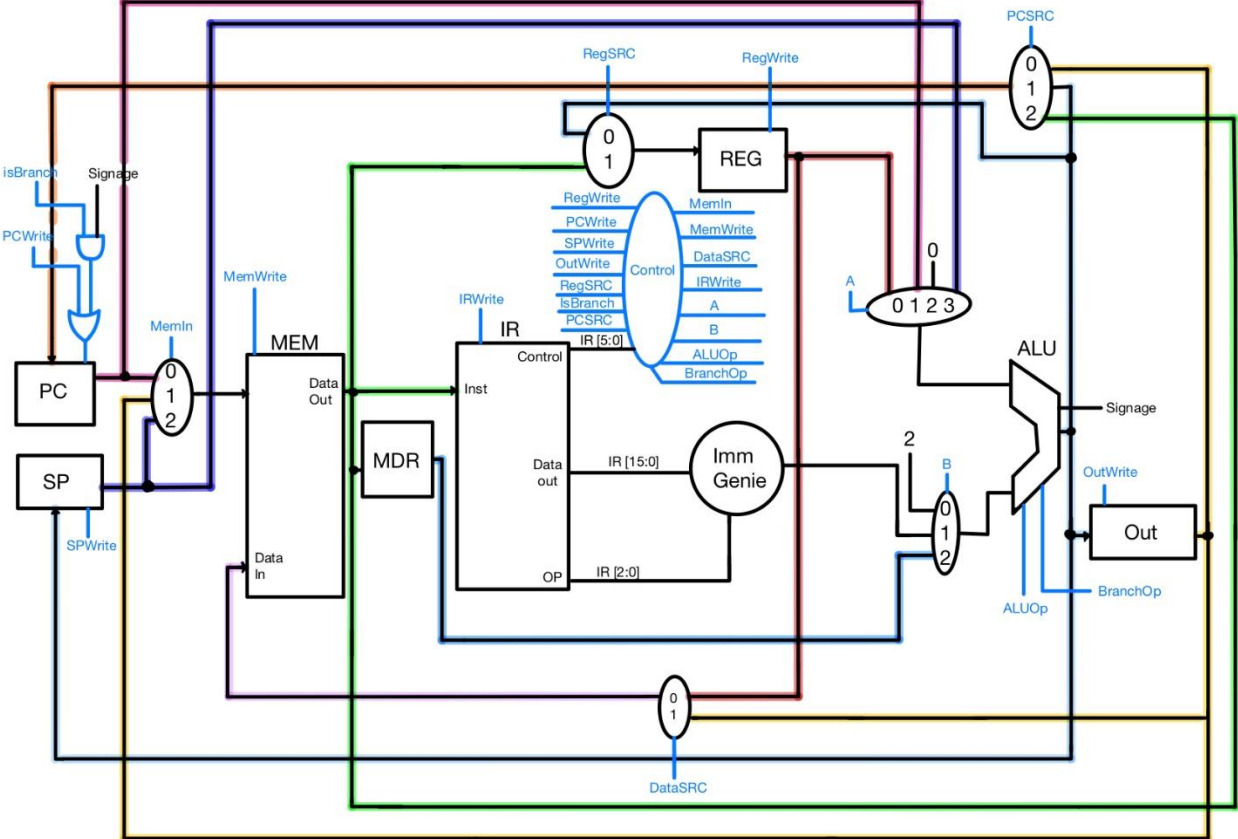 PCSRC
0
1
2
RegSRC
RegWrite
0
1
REG
isBranch
Signage
PCWrite
RegWrite
PCWrite
SPWrite
OutWrite
RegSRC
IsBranch
PCSRC
Control
MemIn
MemWrite
DataSRC
IRWrite
A
B
ALUOp
BranchOp
0
A
0 1 2 3
MemWrite
IRWrite
MemIn
0
1
2
PC
SP
SPWrite
MEM
Data
Out
Data
In
MDR
IR
Control
IR [5:0]
Inst
Data
out
IR [15:0]
OP
IR [2:0]
Imm
Genie
2
B
0
1
2
ALU
Signage
OutWrite
Out
ALUOp
BranchOp
0
1
DataSRC